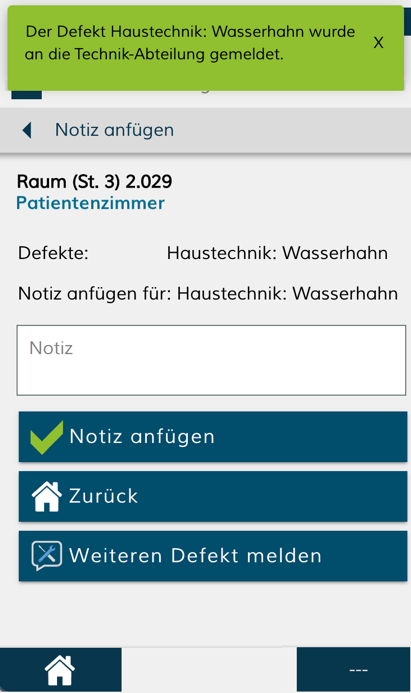 Der Defekt Haustechnik: Wasserhahn wurde
an die Technik-Abteilung gemeldet.
X
Notiz anfügen
Raum (St. 3) 2.029
Patientenzimmer
Defekte: Haustechnik: Wasserhahn
Notiz anfügen für: Haustechnik: Wasserhahn
Notiz
Notiz anfügen
Zurück
Weiteren Defekt melden
---